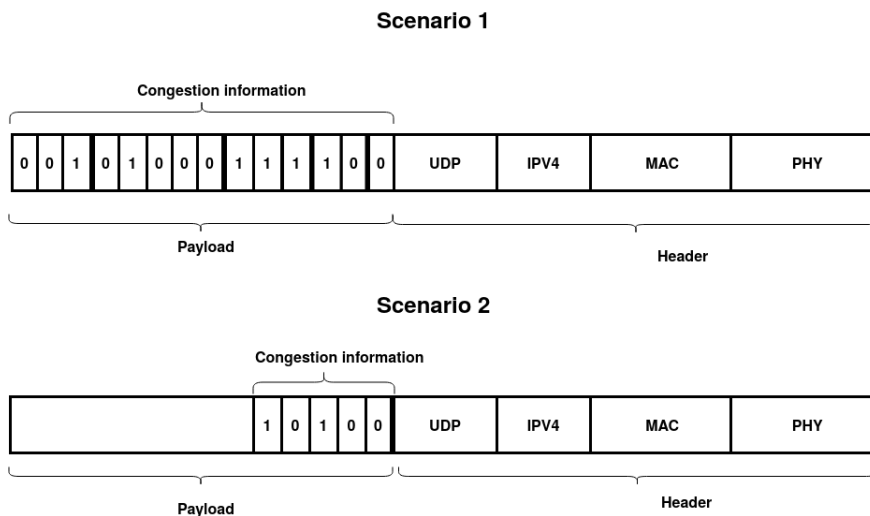 Scenario 1
Congestion information
0 0 1 0 1 0 0 0 1 1 1 1 0 0 UDP IPV4 MAC PHY
Payload
Header
Scenario 2
Congestion information
1 0 1 0 0 UDP IPV4 MAC PHY
Payload
Header